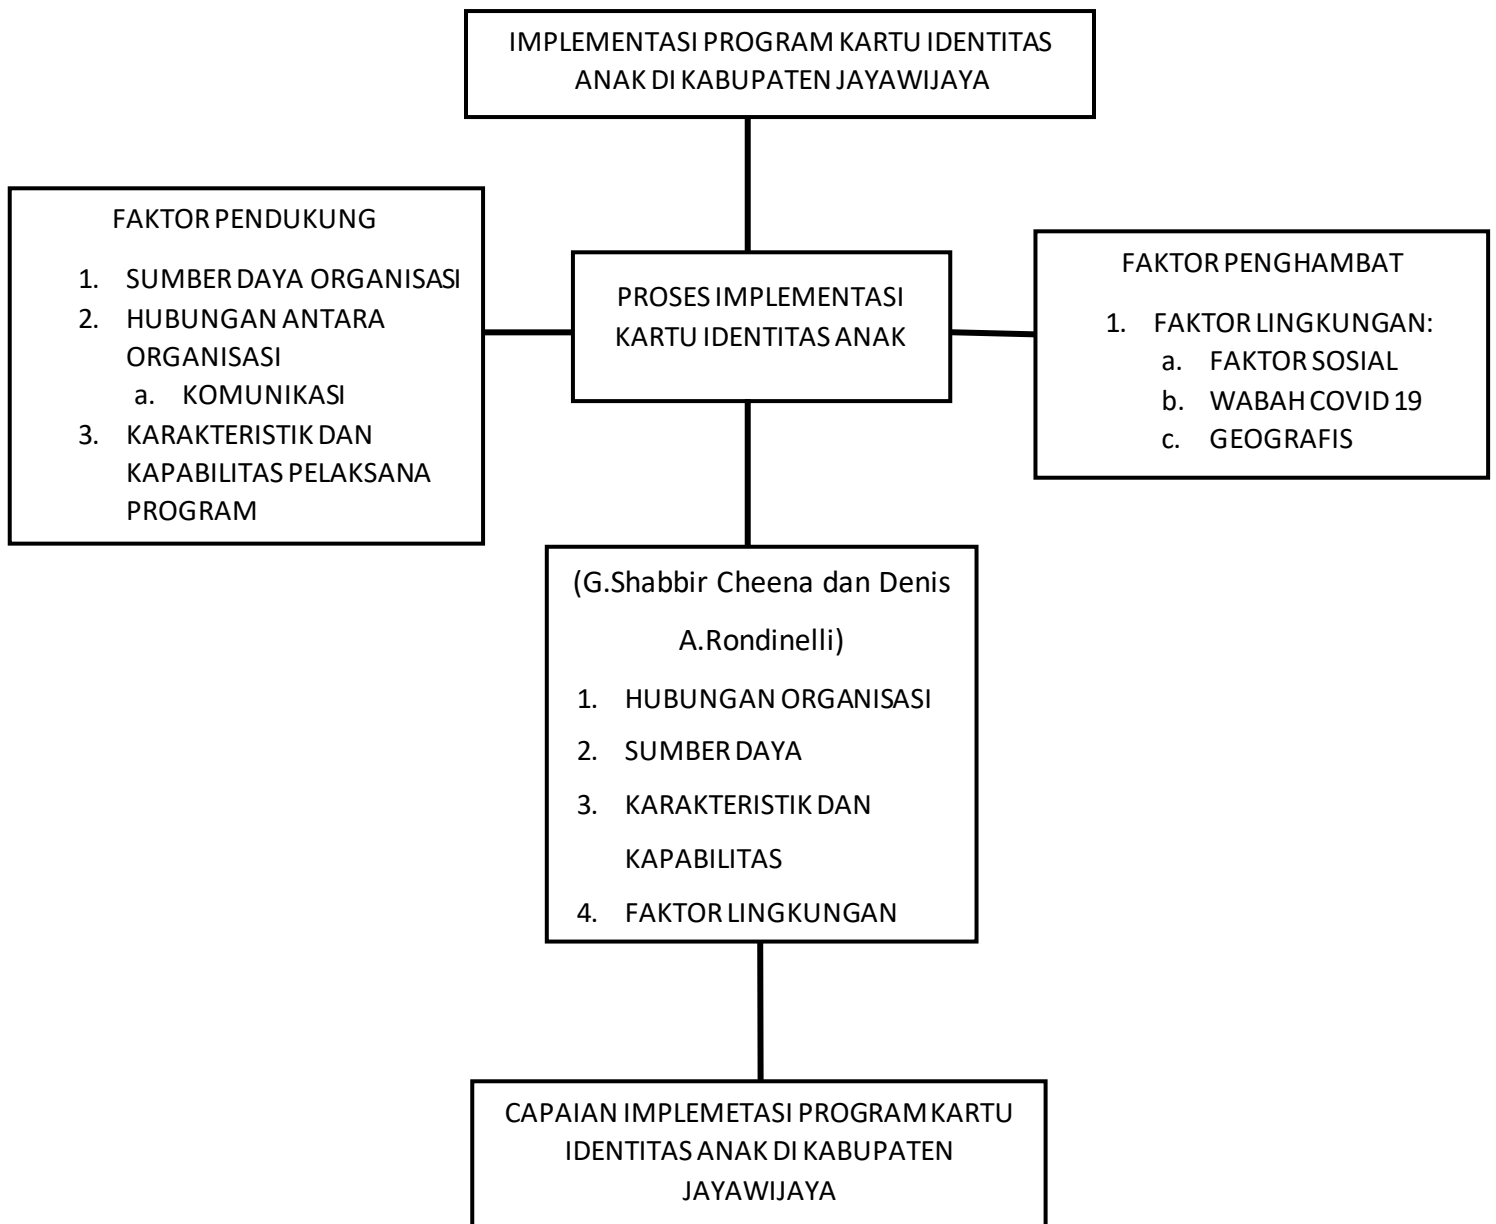 IMPLEMENTASI PROGRAM KARTU IDENTITAS
ANAK DI KABUPATEN JAYAWIJAYA
FAKTOR PENDUKUNG
1. SUMBER DAYA ORGANISASI
2. HUBUNGAN ANTARA
ORGANISASI
a. KOMUNIKASI
3. KARAKTERISTIK DAN
KAPABILITAS PELAKSANA
PROGRAM
PROSES IMPLEMENTASI
KARTU IDENTITAS ANAK
FAKTOR PENGHAMBAT
1. FAKTOR LINGKUNGAN:
a. FAKTOR SOSIAL
b. WABAH COVID 19
c. GEOGRAFIS
(G.Shabbir Cheena dan Denis
A.Rondinelli)
1. HUBUNGAN ORGANISASI
2. SUMBER DAYA
3. KARAKTERISTIK DAN
KAPABILITAS
4. FAKTOR LINGKUNGAN
CAPAIAN IMPLEMETASI PROGRAM KARTU
IDENTITAS ANAK DI KABUPATEN
JAYAWIJAYA